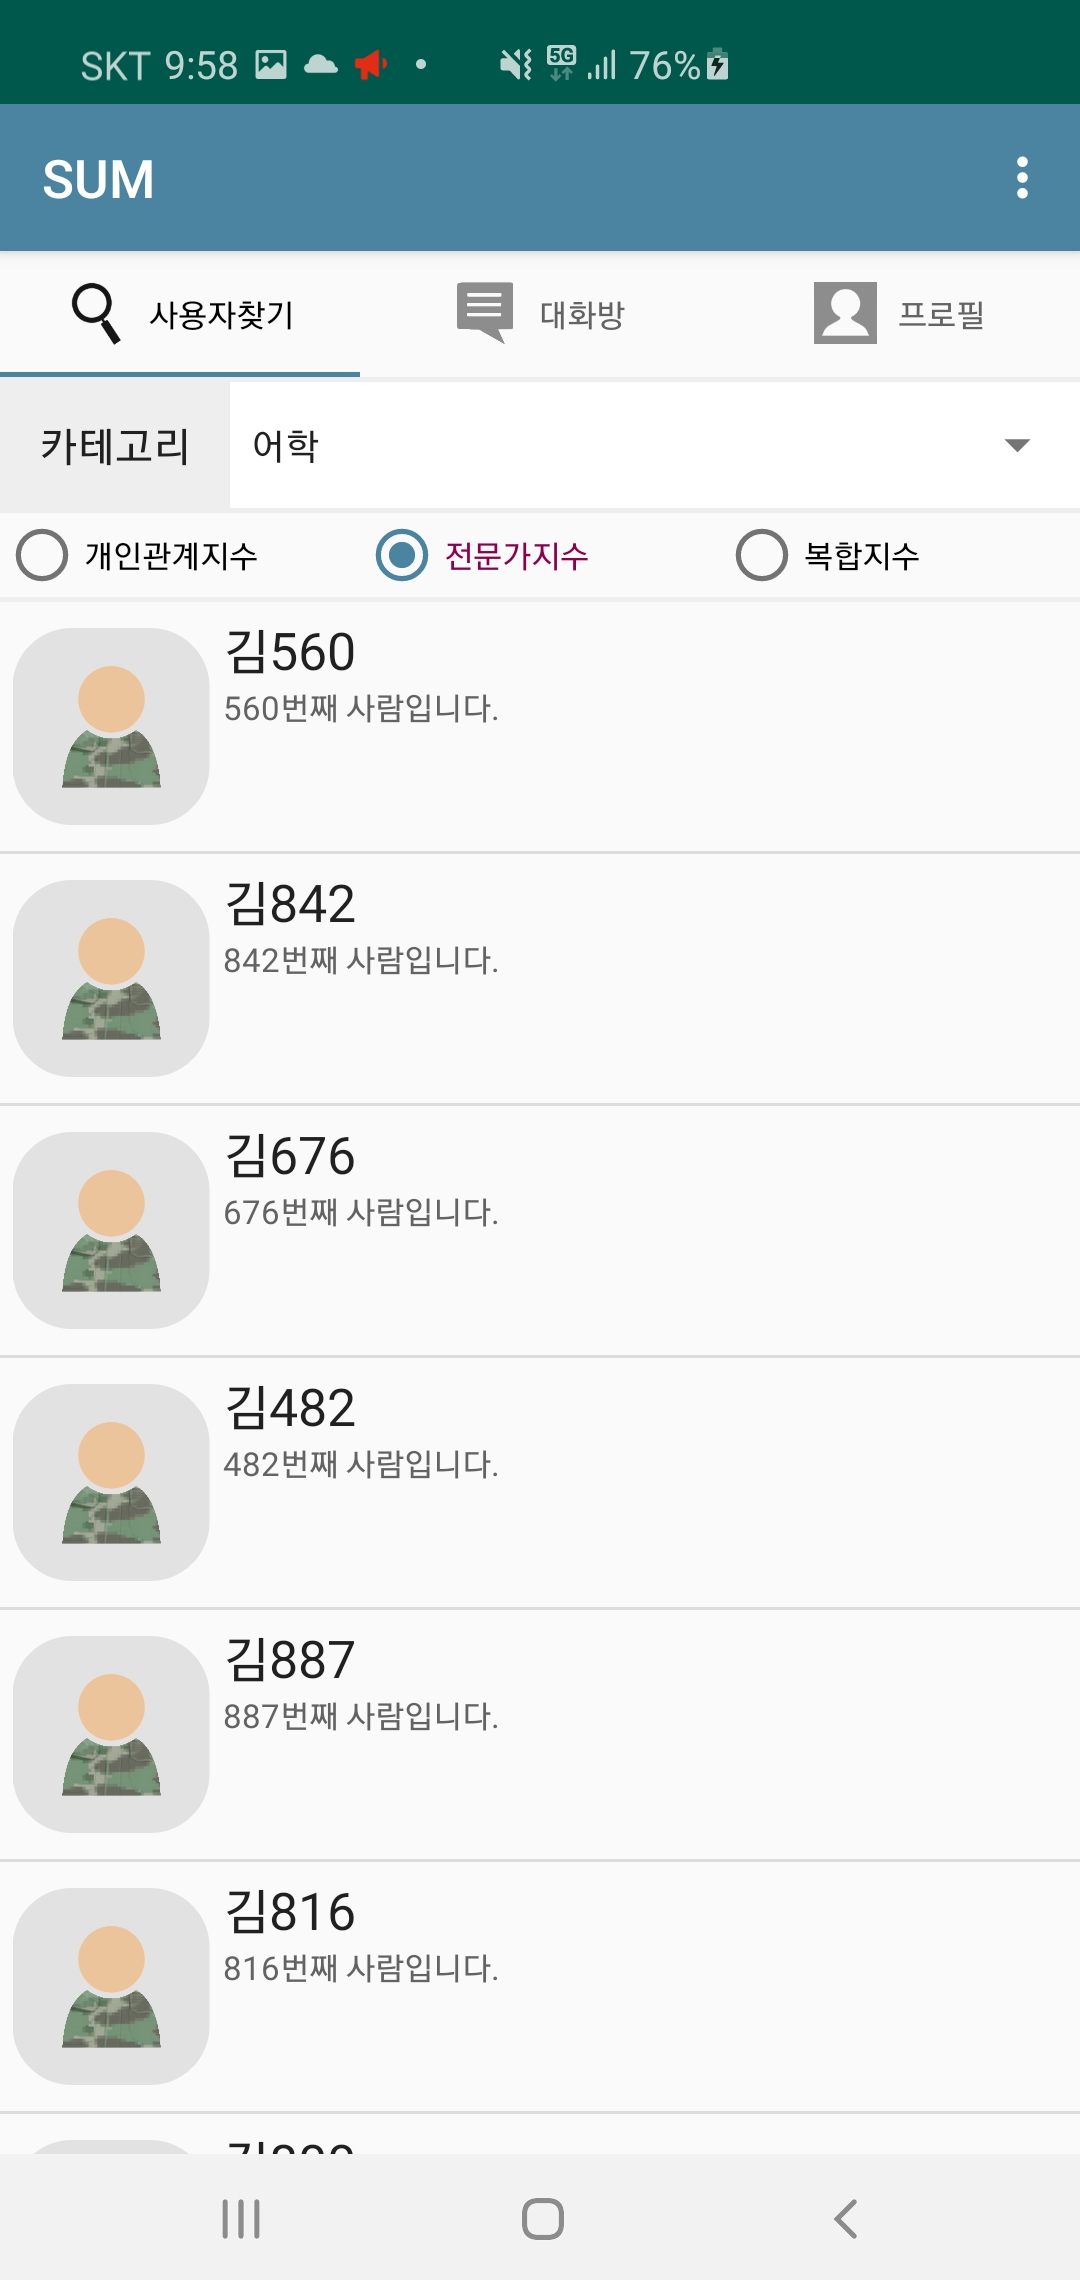 SKT 9:58 5G 76%
SUM
사용자찾기 대화방 프로필
카테고리 어학
개인관계지수 전문가지수 복합지수
김560
560번째 사람입니다.
김842
842번째 사람입니다.
김676
676번째 사람입니다.
김482
482번째 사람입니다.
김887
887번째 사람입니다.
김816
816번째 사람입니다.